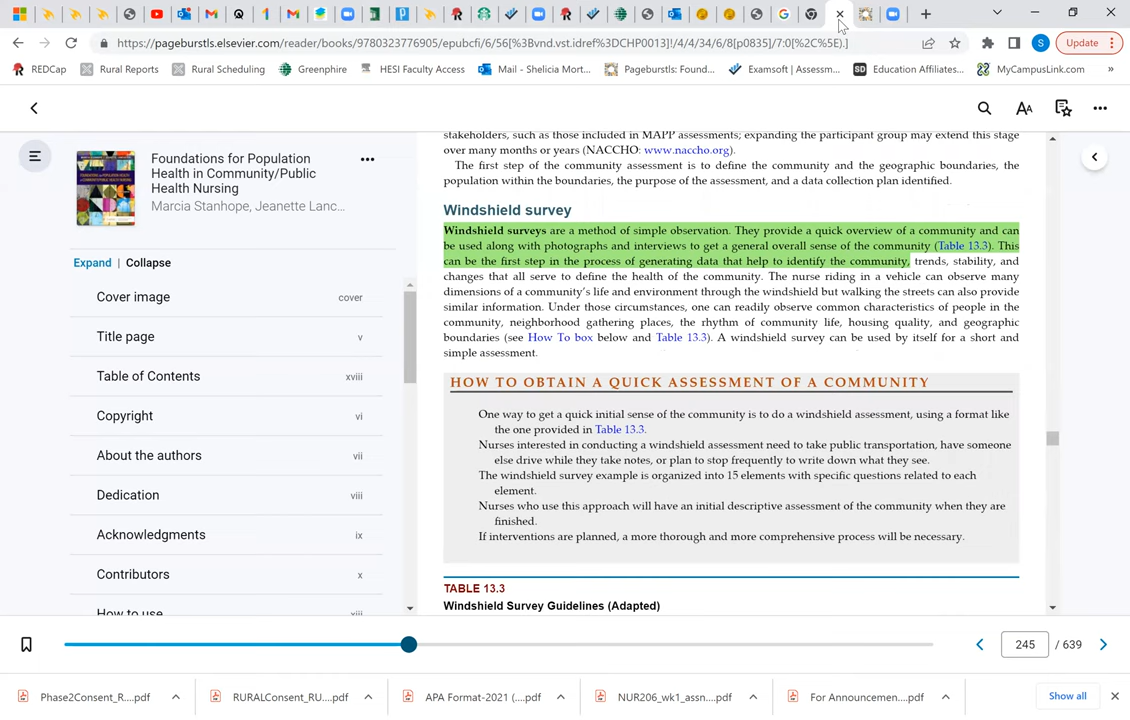 https://pageburstls.elsevier.com/reader/books/9780323776905/epubcfi/6/56[%3Bvnd.vst.idref%3DCHP0013]!/4/4/34/6/8[p0835]/7:0[%2C%5E).]
S
Update
REDCap
Rural Reports
Rural Scheduling
Greenphire
HESI Faculty Access
Mail - Shelicia Mort...
Pageburstls: Found...
Examsoft | Assessm...
SD
Education Affiliates...
MyCampusLink.com
»
AA
Foundations for Population
Health in Community/Public
Health Nursing
Marcia Stanhope, Jeanette Lanc...
Expand | Collapse
Cover image cover
Title page v
Table of Contents xviii
Copyright vi
About the authors vii
Dedication viii
Acknowledgments ix
Contributors x
How to use xiii
stakeholders, such as those included in MAPP assessments; expanding the participant group may extend this stage
over many months or years (NACCHO: www.naccho.org).
The first step of the community assessment is to define the community and the geographic boundaries, the
population within the boundaries, the purpose of the assessment, and a data collection plan identified.
Windshield survey
Windshield surveys are a method of simple observation. They provide a quick overview of a community and can
be used along with photographs and interviews to get a general overall sense of the community (Table 13.3). This
can be the first step in the process of generating data that help to identify the community, trends, stability, and
changes that all serve to define the health of the community. The nurse riding in a vehicle can observe many
dimensions of a community's life and environment through the windshield but walking the streets can also provide
similar information. Under those circumstances, one can readily observe common characteristics of people in the
community, neighborhood gathering places, the rhythm of community life, housing quality, and geographic
boundaries (see How To box below and Table 13.3). A windshield survey can be used by itself for a short and
simple assessment.
HOW TO OBTAIN A QUICK ASSESSMENT OF A COMMUNITY
One way to get a quick initial sense of the community is to do a windshield assessment, using a format like
the one provided in Table 13.3.
Nurses interested in conducting a windshield assessment need to take public transportation, have someone
else drive while they take notes, or plan to stop frequently to write down what they see.
The windshield survey example is organized into 15 elements with specific questions related to each
element.
Nurses who use this approach will have an initial descriptive assessment of the community when they are
finished.
If interventions are planned, a more thorough and more comprehensive process will be necessary.
TABLE 13.3
Windshield Survey Guidelines (Adapted)
245 / 639
Phase2Consent_R....pdf
RURALConsent_RU....pdf
APA Format-2021 (....pdf
NUR206_wk1_assn....pdf
For Announcemen....pdf
Show all